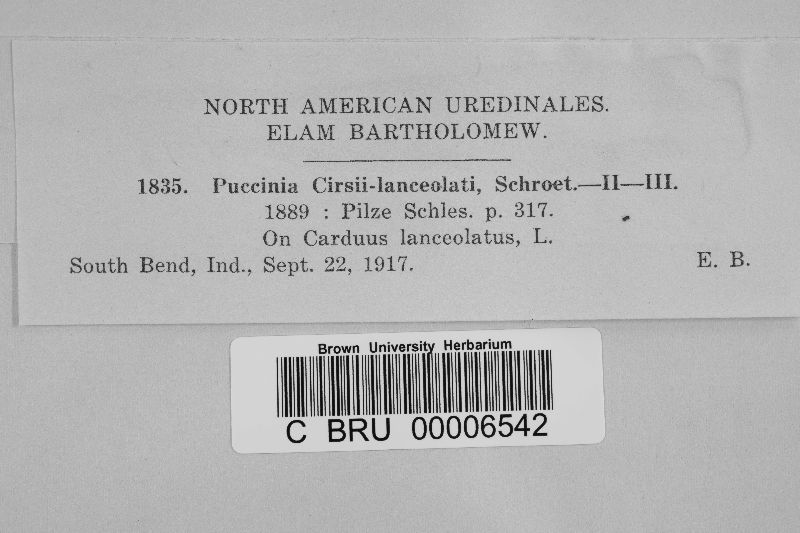 NORTH AMERICAN UREDINALES.
ELAM BARTHOLOMEW.
1835. Puccinia Cirsii-lanceolati, Schroet.—II—III.
1889 : Pilze Schles. p. 317.
On Carduus lanceolatus, L.
South Bend, Ind., Sept. 22, 1917. E. B.
Brown University Herbarium
C BRU 00006542